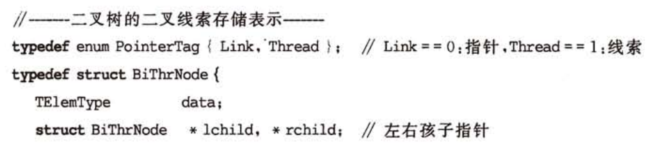 //------二叉树的二叉线索存储表示------
typedef enum PointerTag { Link, Thread }; // Link == 0:指针,Thread == 1:线索
typedef struct BiThrNode {
TElemType data;
struct BiThrNode * lchild, * rchild; // 左右孩子指针